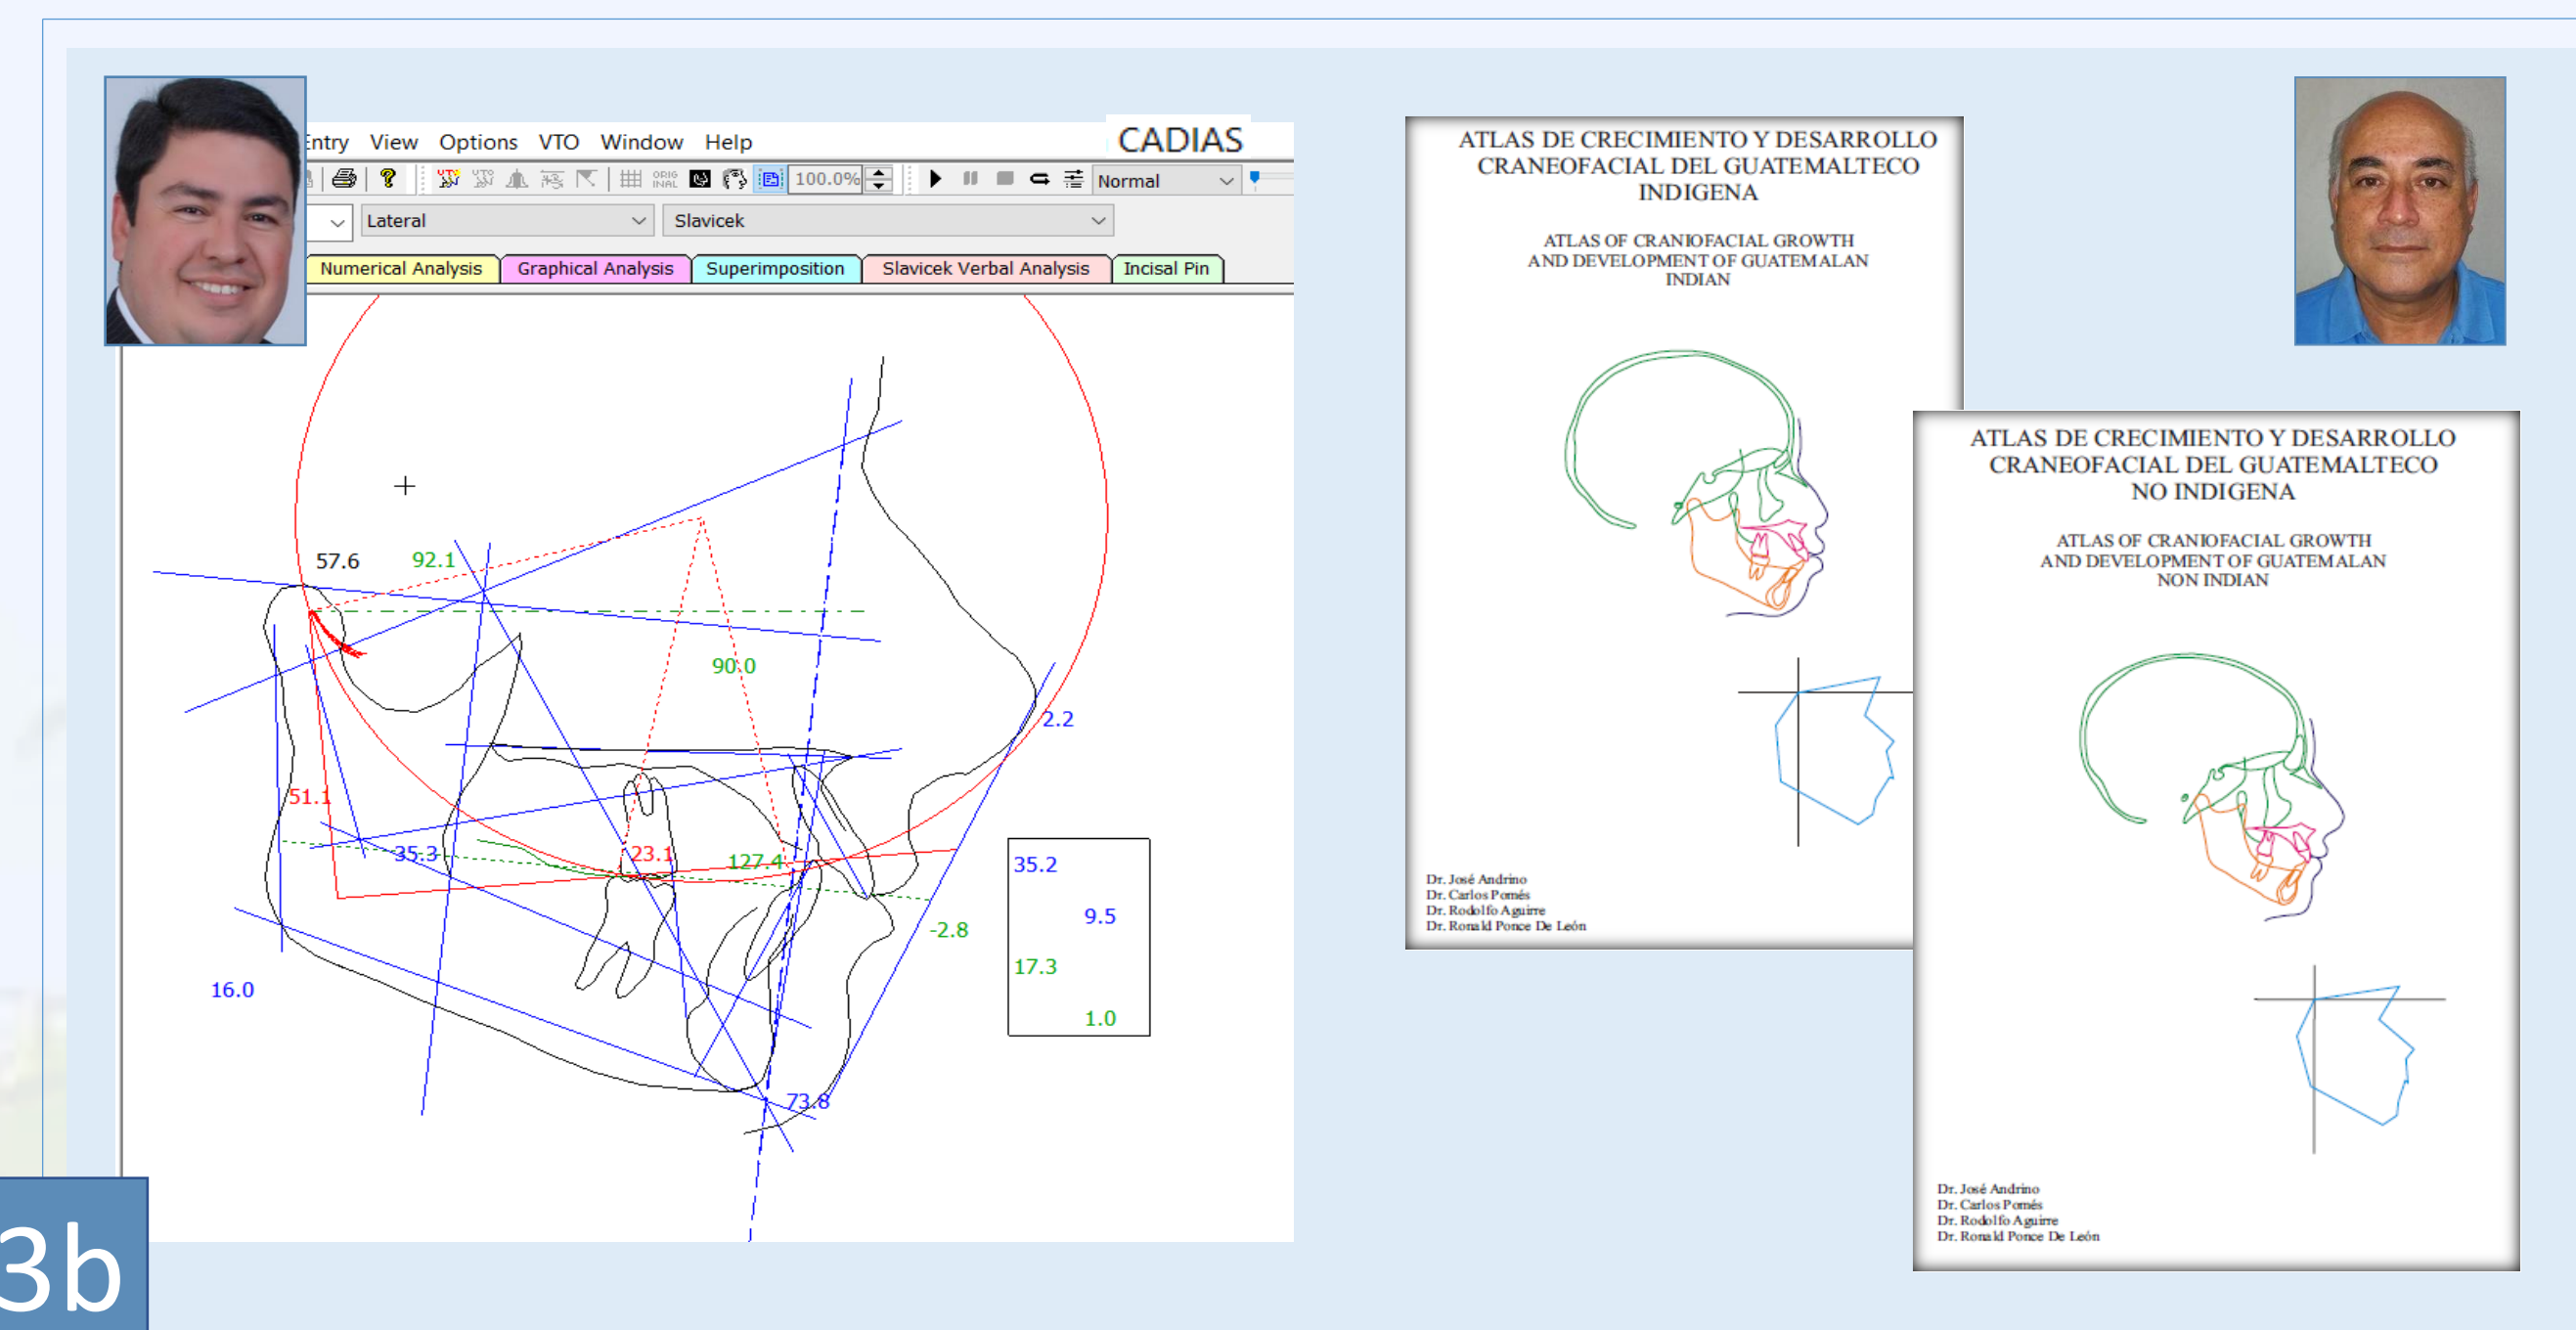 Entry View Options VTO Window Help
CADIAS
100.0%
Normal
Lateral
Slavicek
Numerical Analysis
Graphical Analysis
Superimposition
Slavicek Verbal Analysis
Incisal Pin
57.6
92.1
90.0
2.2
51.1
35.3
23.1
127.4
-2.8
16.0
73.8
35.2
9.5
17.3
1.0
3b
ATLAS DE CRECIMIENTO Y DESARROLLO
CRANEOFACIAL DEL GUATEMALTECO
INDIGENA
ATLAS OF CRANIOFACIAL GROWTH
AND DEVELOPMENT OF GUATEMALAN
INDIAN
Dr. José Andrino
Dr. Carlos Pomés
Dr. Rodolfo Aguirre
Dr. Ronald Ponce De León
ATLAS DE CRECIMIENTO Y DESARROLLO
CRANEOFACIAL DEL GUATEMALTECO
NO INDIGENA
ATLAS OF CRANIOFACIAL GROWTH
AND DEVELOPMENT OF GUATEMALAN
NON INDIAN
Dr. José Andrino
Dr. Carlos Pomés
Dr. Rodolfo Aguirre
Dr. Ronald Ponce De León